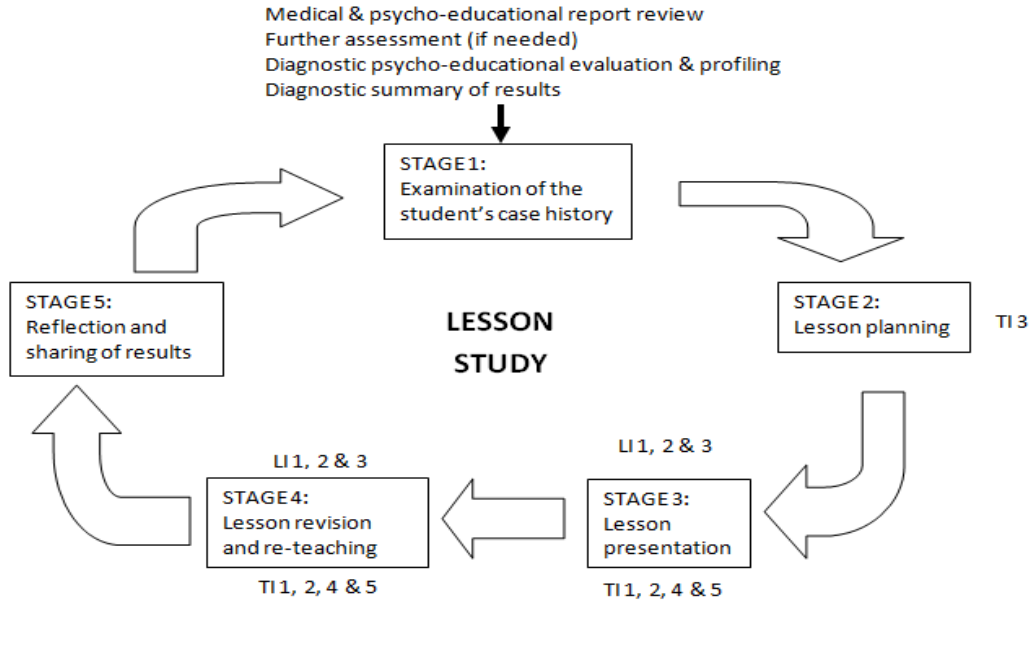 Medical & psycho-educational report review
Further assessment (if needed)
Diagnostic psycho-educational evaluation & profiling
Diagnostic summary of results
STAGE 1:
Examination of the
student's case history
STAGE 5:
Reflection and
sharing of results
LESSON
STUDY
STAGE 2:
Lesson planning
TI 3
LI 1, 2 & 3
STAGE 4:
Lesson revision
and re-teaching
TI 1, 2, 4 & 5
LI 1, 2 & 3
STAGE 3:
Lesson
presentation
TI 1, 2, 4 & 5